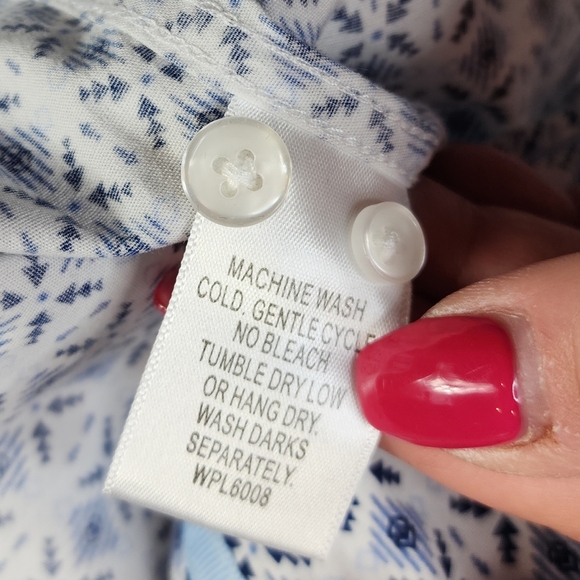 MACHINE WASH
COLD. GENTLE CYCLE
NO BLEACH
TUMBLE DRY LOW
OR HANG DRY.
WASH DARKS
SEPARATELY.
WPL6008